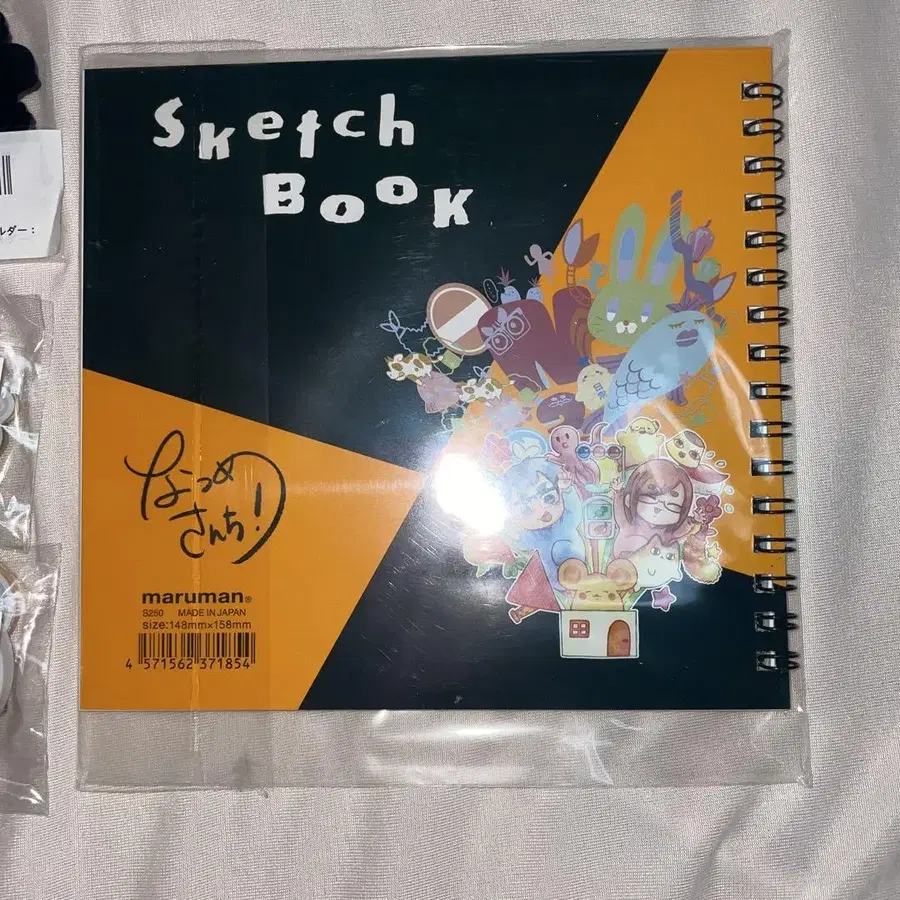 Sketch
BOOK
ルダー：
なつめ
さんち!
maruman®
S250 MADE IN JAPAN
size:148mm×158mm
4 571562 371854